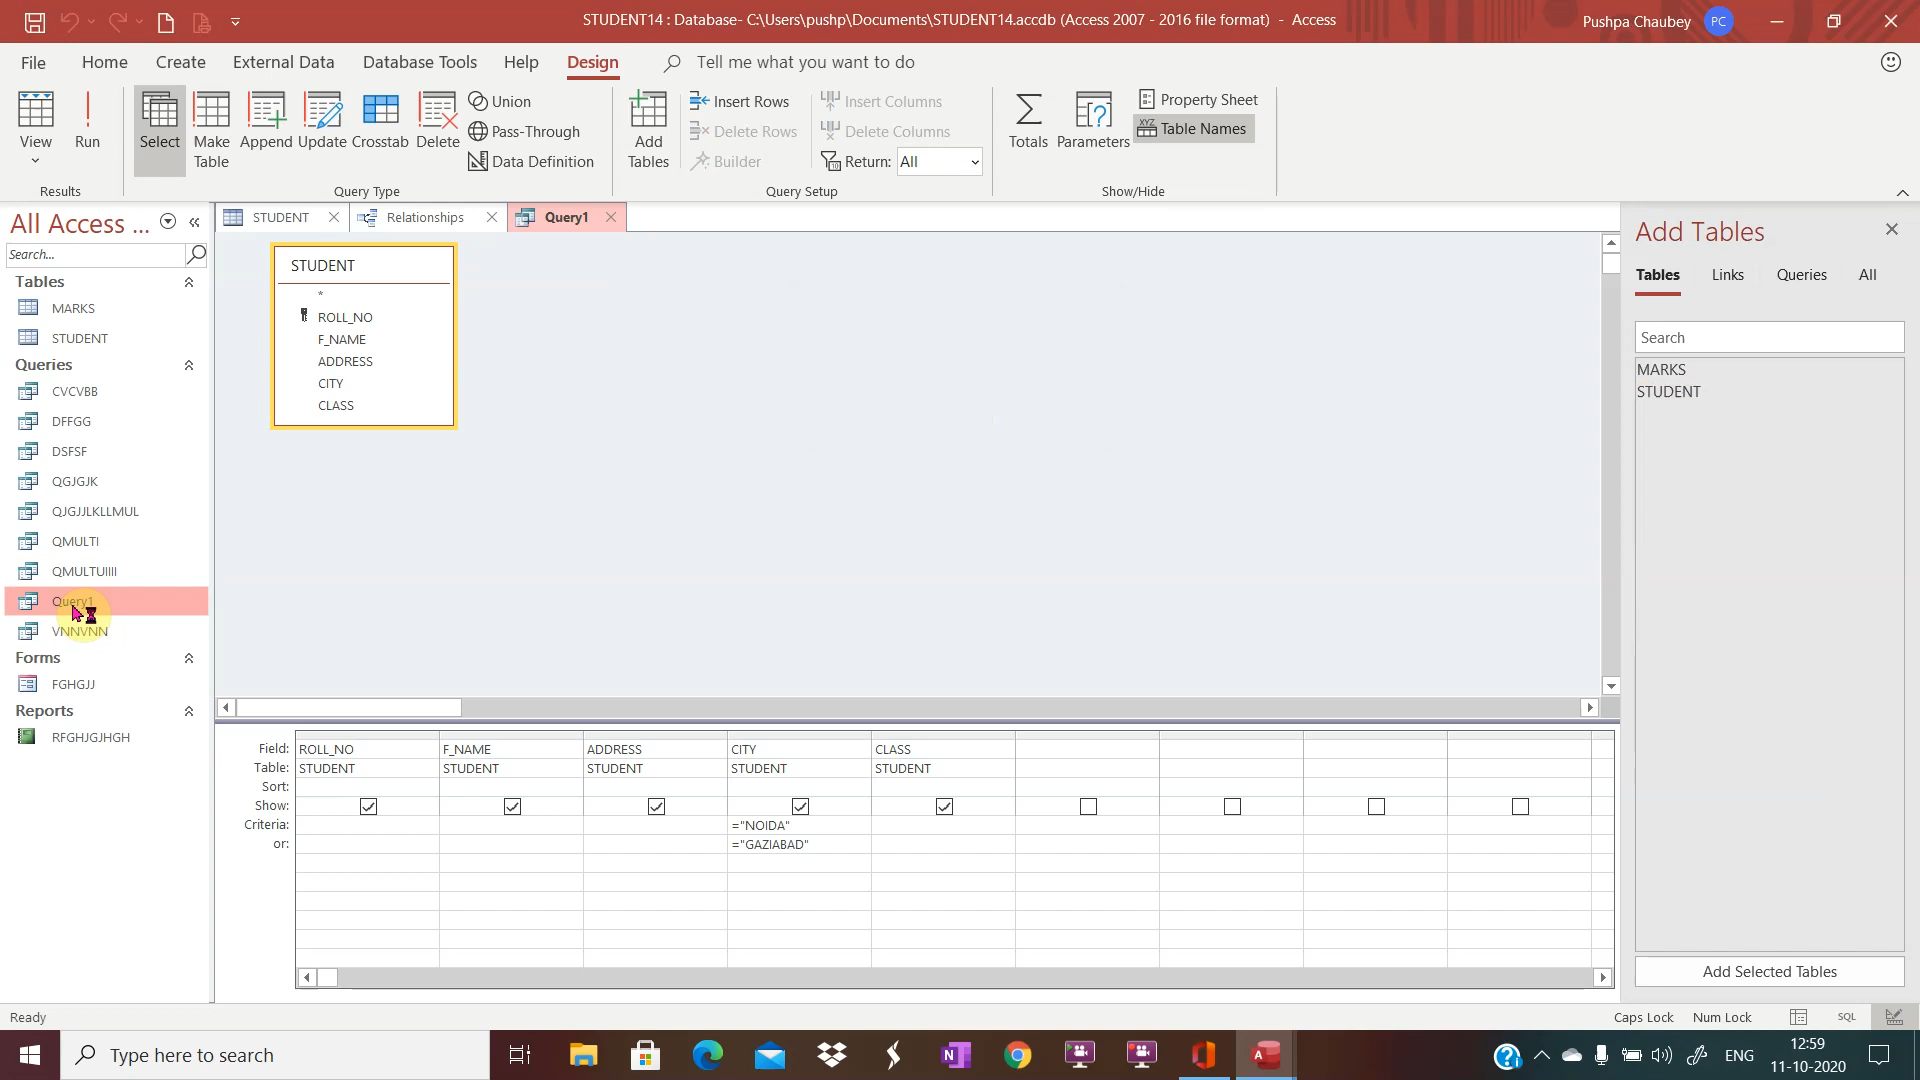 STUDENT14 : Database- C:\Users\pushp\Documents\STUDENT14.accdb (Access 2007 - 2016 file format) - Access
Pushpa Chaubey
PC
File
Home
Create
External Data
Database Tools
Help
Design
Tell me what you want to do
View
Run
Results
Select
Make Table
Append
Update
Crosstab
Delete
Union
Pass-Through
Data Definition
Query Type
Add Tables
Insert Rows
Delete Rows
Builder
Insert Columns
Delete Columns
Return: All
Query Setup
Totals
Parameters
Property Sheet
XYZ Table Names
Show/Hide
All Access ...
Search...
Tables
MARKS
STUDENT
Queries
CVCVBB
DFFGG
DSFSF
QGJGJK
QJGJJLKLLMUL
QMULTI
QMULTUIIII
Query1
VNNVNN
Forms
FGHGJJ
Reports
RFGHJGJHGH
STUDENT
Relationships
Query1
STUDENT
*
ROLL_NO
F_NAME
ADDRESS
CITY
CLASS
Field: ROLL_NO F_NAME ADDRESS CITY CLASS
Table: STUDENT STUDENT STUDENT STUDENT STUDENT
Sort:
Show:
Criteria: ="NOIDA"
or: ="GAZIABAD"
Add Tables
Tables
Links
Queries
All
Search
MARKS
STUDENT
Add Selected Tables
Ready
Caps Lock
Num Lock
SQL
Type here to search
ENG
12:59
11-10-2020